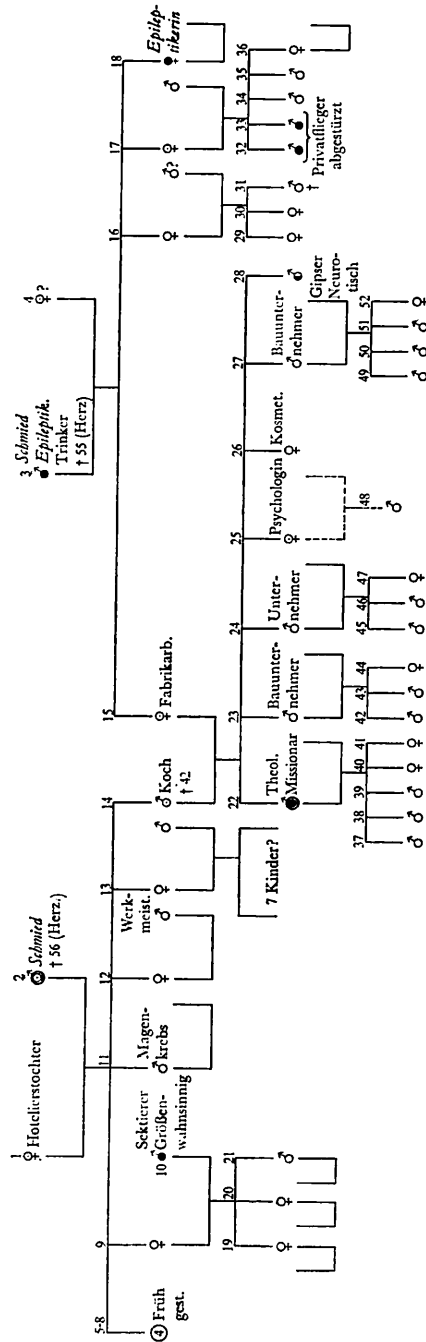 1
♀ Hotelierstochter
2
Schmied
† 56 (Herz.)
3 Schmied
Epileptik.
Trinker
† 55 (Herz)
4
♀?
5-8
④ Früh
gest.
9
♀
Sektierer
10 Größen-
wahnsinnig
11
♂ Magen-
krebs
12
♀
Werk-
meist.
♂
13
♀
♂
14
♂ Koch
† 42
15
♀ Fabrikarb.
16
♀
♂?
17
♀
♂
18
Epilep-
tikerin
19
♀
20
♀
21
♂
7 Kinder?
22
Theol.
Missionar
23
Bauunter-
♂ nehmer
24
Unter-
♂ nehmer
25
Psychologin
♀
26
Kosmet.
♀
27
Bauunter-
♂ nehmer
28
♂
Gipser
Neuro-
tisch
29 30 31
♀ ♀ ♂ †
32 33 34 35 36
♂ ♂ ♂ ♂ ♀
Privatflieger
abgestürzt
37 38 39 40 41
♂ ♂ ♂ ♀ ♀
42 43 44
♂ ♂ ♀
45 46 47
♂ ♂ ♀
48
♂
49 50 51 52
♂ ♂ ♂ ♀